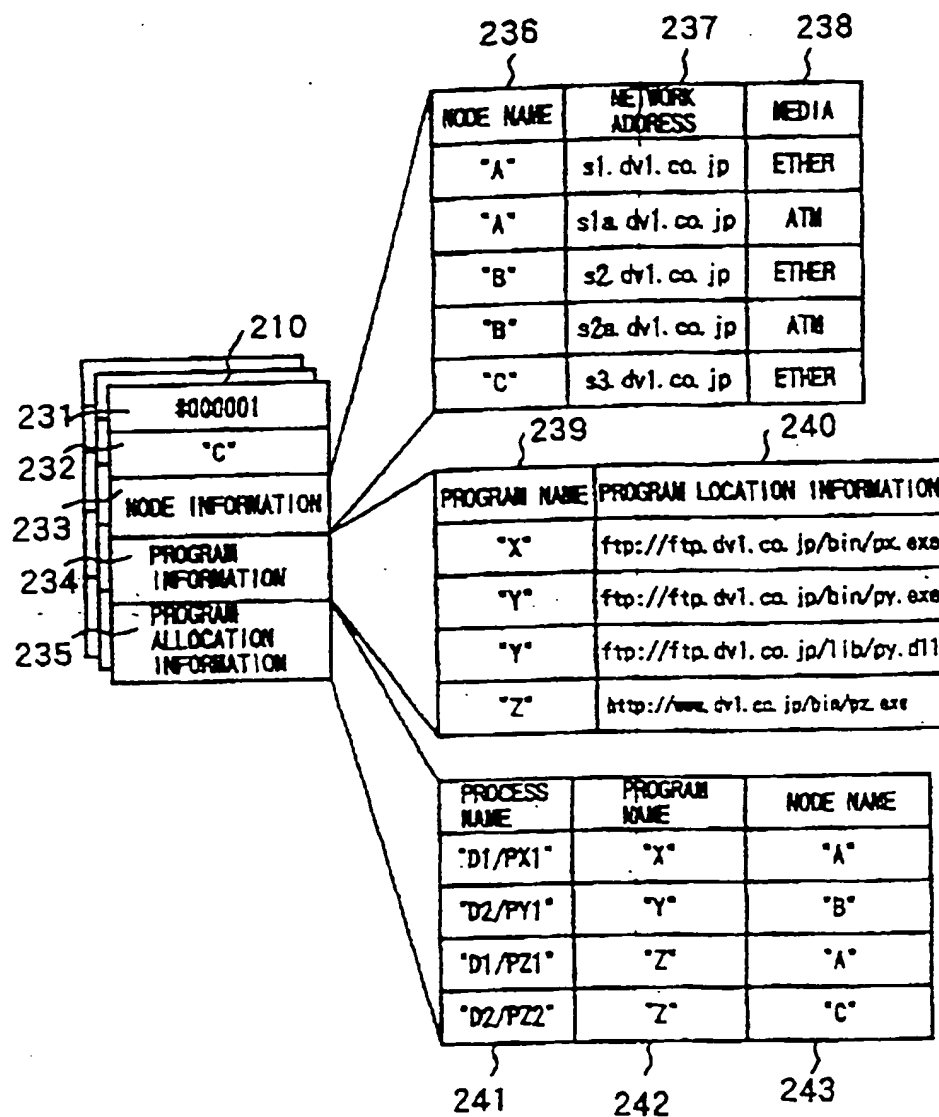 236 237 238
NODE NAME NETWORK ADDRESS MEDIA
"A" s1.dv1.co.jp ETHER
"A" s1a.dv1.co.jp ATM
"B" s2.dv1.co.jp ETHER
"B" s2a.dv1.co.jp ATM
"C" s3.dv1.co.jp ETHER
210
231 #000001
232 "C"
233 NODE INFORMATION
234 PROGRAM INFORMATION
235 PROGRAM ALLOCATION INFORMATION
239 240
PROGRAM NAME PROGRAM LOCATION INFORMATION
"X" ftp://ftp.dv1.co.jp/bin/px.exe
"Y" ftp://ftp.dv1.co.jp/bin/py.exe
"Y" ftp://ftp.dv1.co.jp/lib/py.dll
"Z" http://www.dv1.co.jp/bin/pz.exe
PROCESS NAME PROGRAM NAME NODE NAME
"D1/PX1" "X" "A"
"D2/PY1" "Y" "B"
"D1/PZ1" "Z" "A"
"D2/PZ2" "Z" "C"
241 242 243